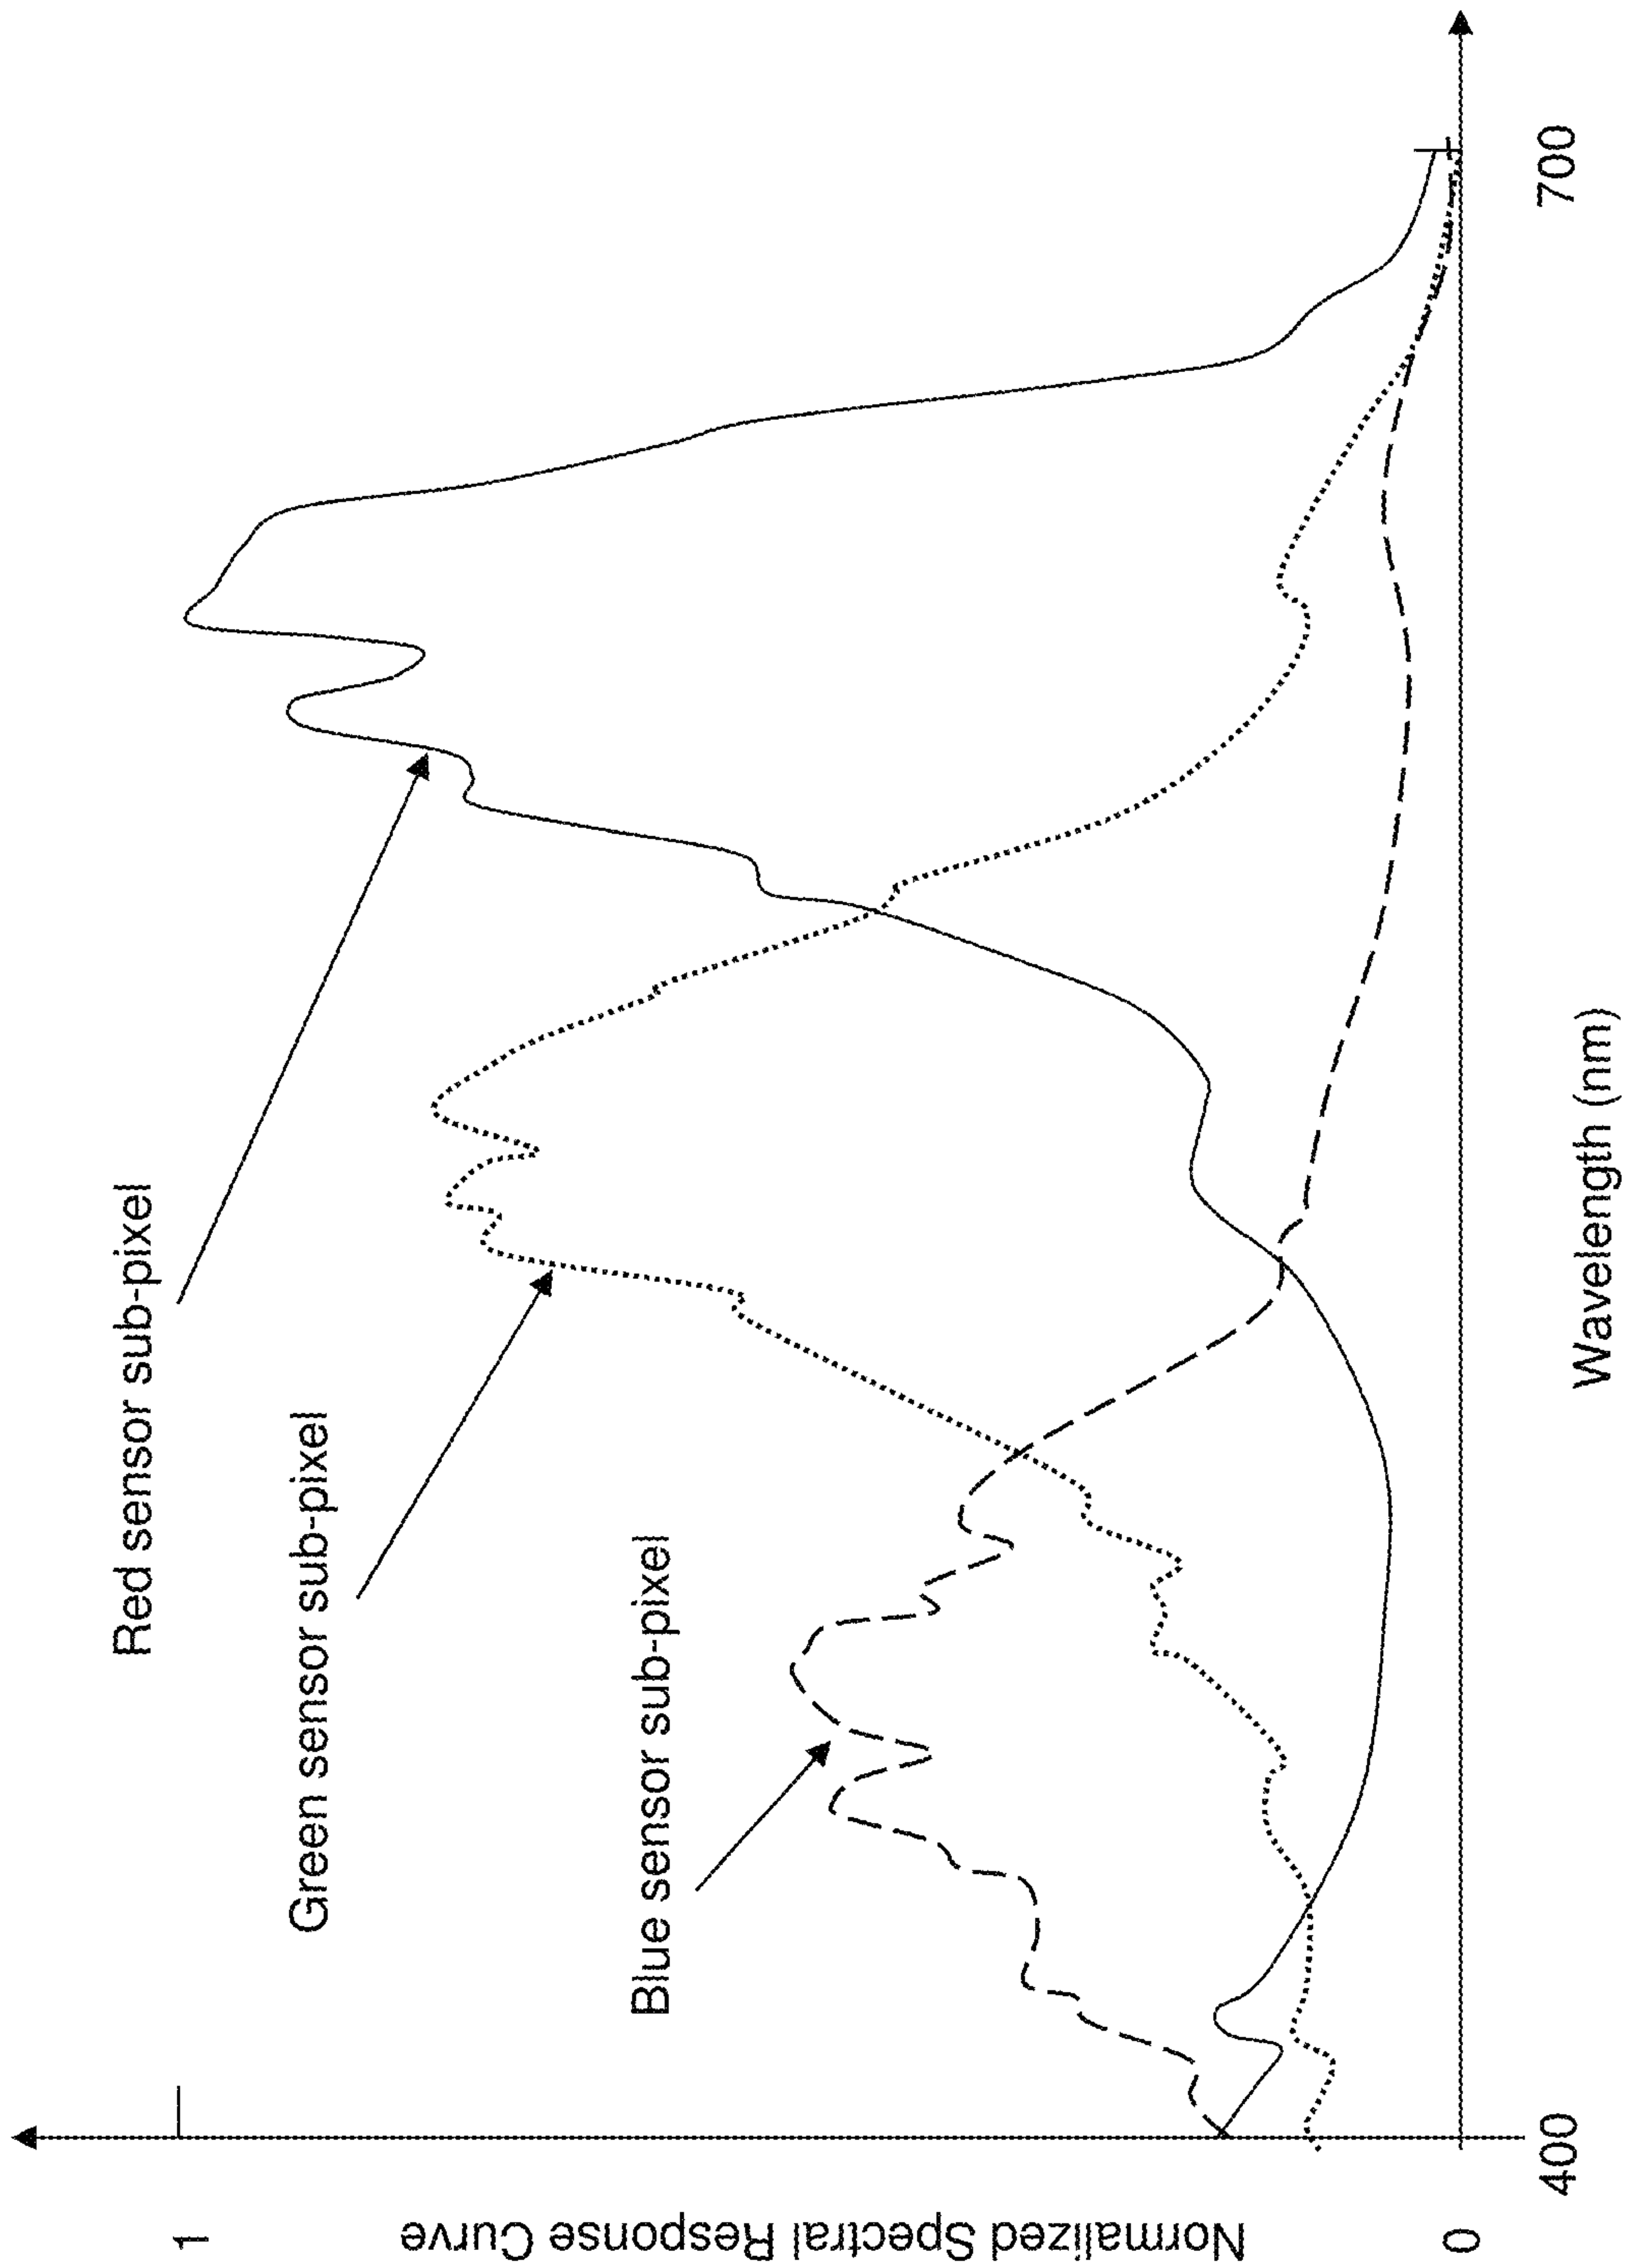 Normalized Spectral Response Curve
1
0
Red sensor sub-pixel
Green sensor sub-pixel
Blue sensor sub-pixel
400
700
Wavelength (nm)